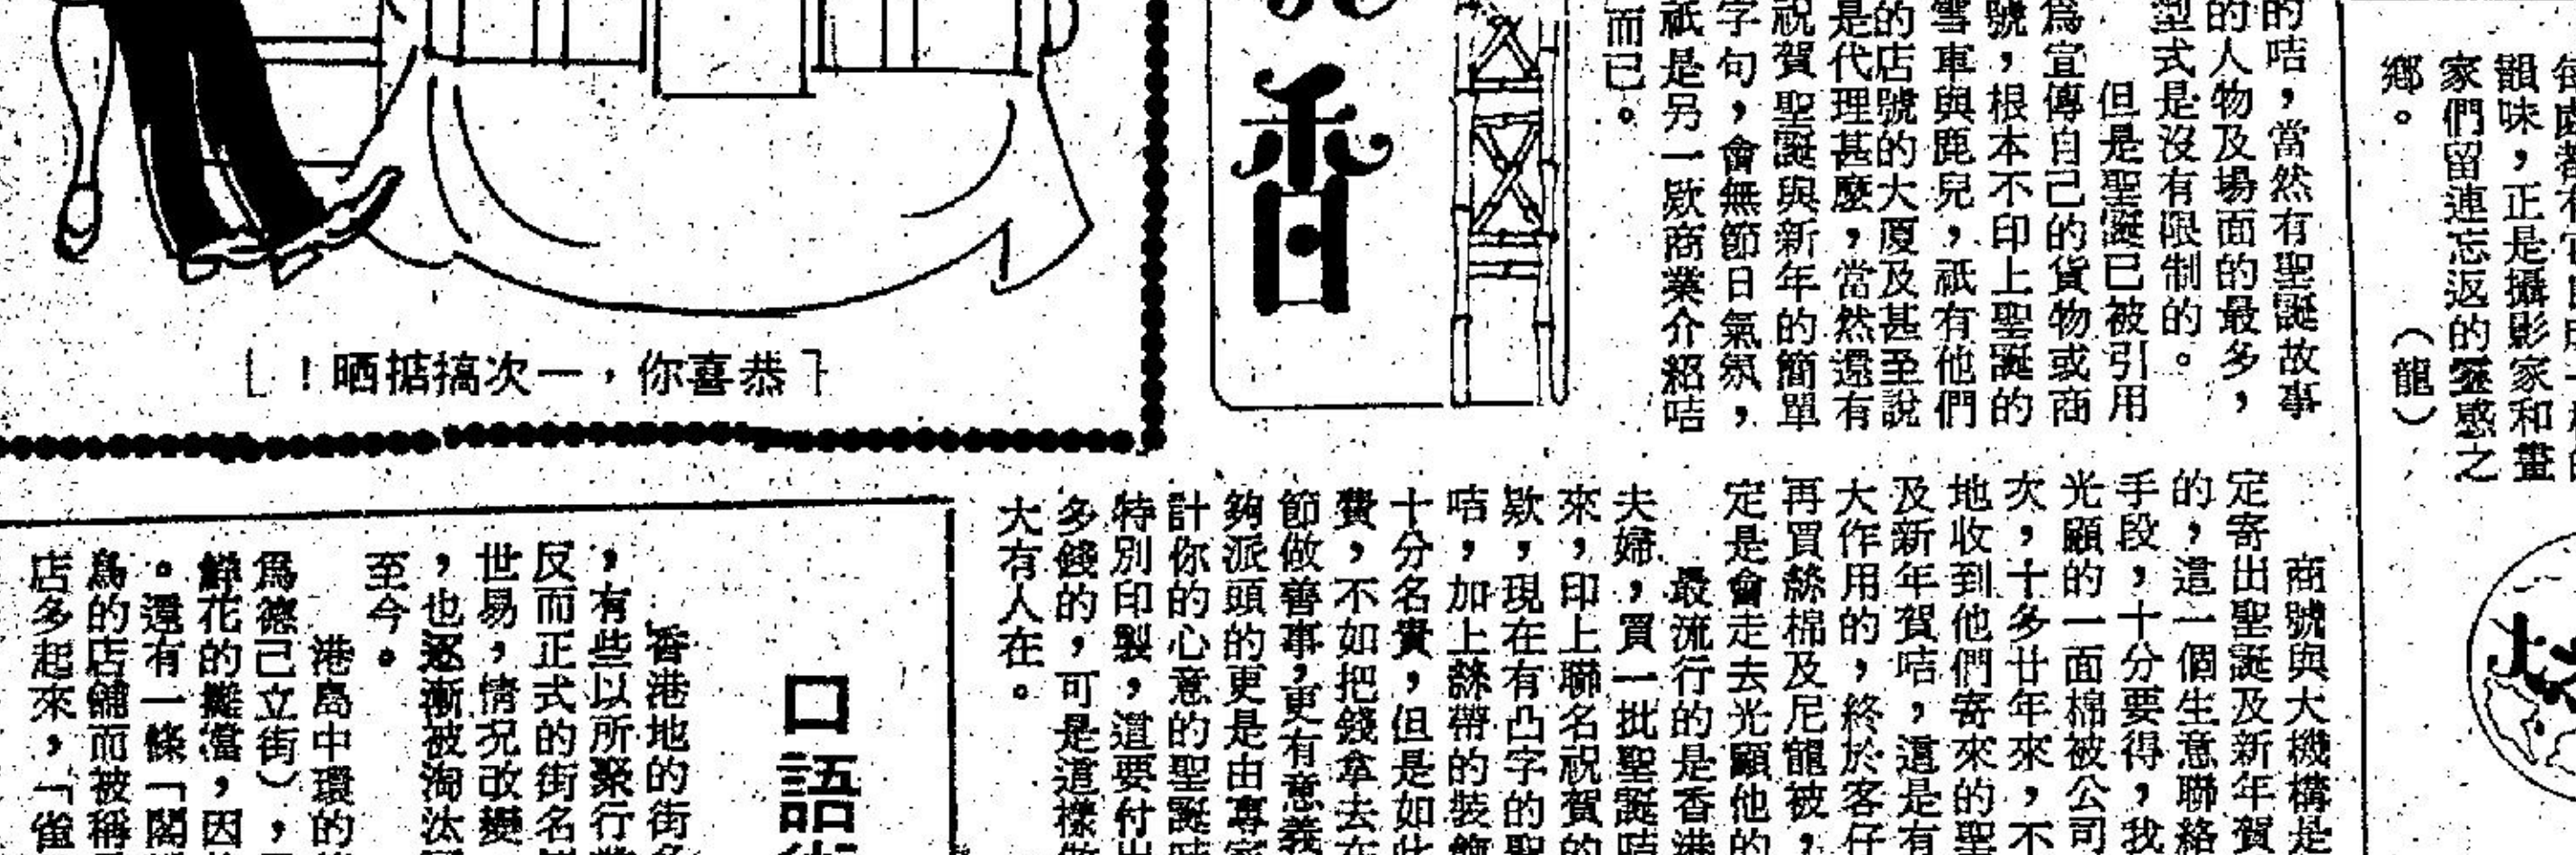 韻味，正是攝影家和畫
家們留連忘返的靈感之
鄉。
（龍）
的咭，當然有聖誕故事
的人物及場面的最多，
型式是沒有限制的。
但是聖誕已被引用
爲宣傳自己的貨物或商
號，根本不印上聖誕的
雪車與鹿兒，祇有他們
的店號的大厦及甚至說
是代理甚麼，當然還有
祝賀聖誕與新年的簡單
字句，會無節日氣氛，
祇是另一欵商業介紹咭
而已。
香
商號與大機構是
定寄出聖誕及新年賀
的，這一個生意聯絡
手段，十分要得，我
光顧的一面棉被公司
次，十多廿年來，不
地收到他們寄來的聖
及新年賀咭，這是有
大作用的，終於客仔
再買絲棉及尼龍被，
定是會走去光顧他的
最流行的是香港
夫婦，買一批聖誕咭
來，印上聯名祝賀的
欵，現在有凸字的聖
咭，加上絲帶的裝飾
十分名貴，但是如此
費，不如把錢拿去在
節做善事，更有意義
夠派頭的更是由專家
計你的心意的聖誕咭
特別印製，這要付出
多錢的，可是這樣做
大有人在。
「恭喜你，一次搞掂晒！」
口語
香港地的街名
，有些以所聚行業
反而正式的街名
世易，情况改變
，也逐漸被淘汰
至今。
港島中環的
爲德己立街），
鮮花的攤檔，因
。還有一條「閣
鳥的店舖而被稱
店多起來，「雀